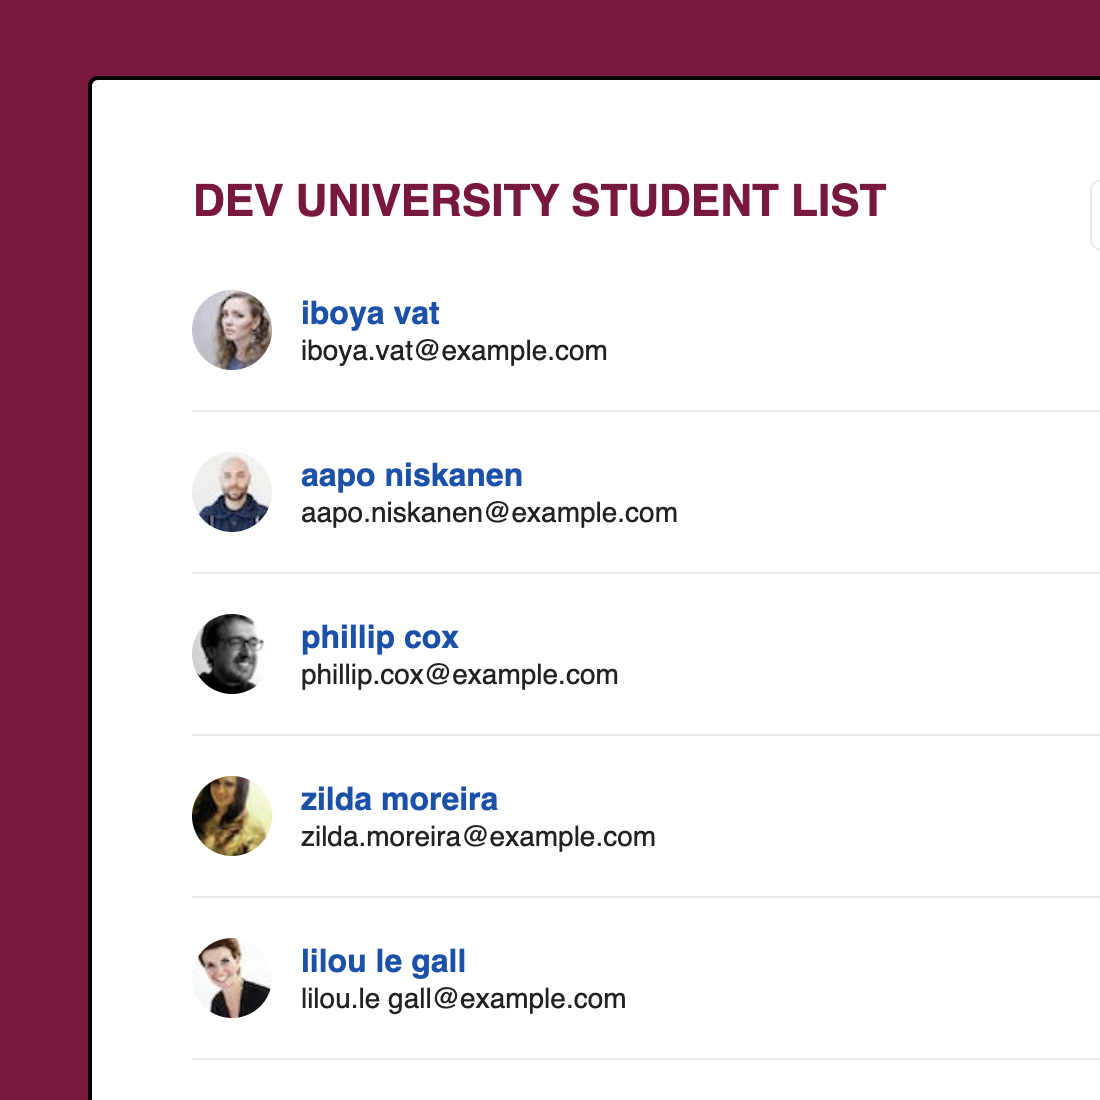 DEV UNIVERSITY STUDENT LIST
iboya vat
iboya.vat@example.com
aapo niskanen
aapo.niskanen@example.com
phillip cox
phillip.cox@example.com
zilda moreira
zilda.moreira@example.com
lilou le gall
lilou.le gall@example.com